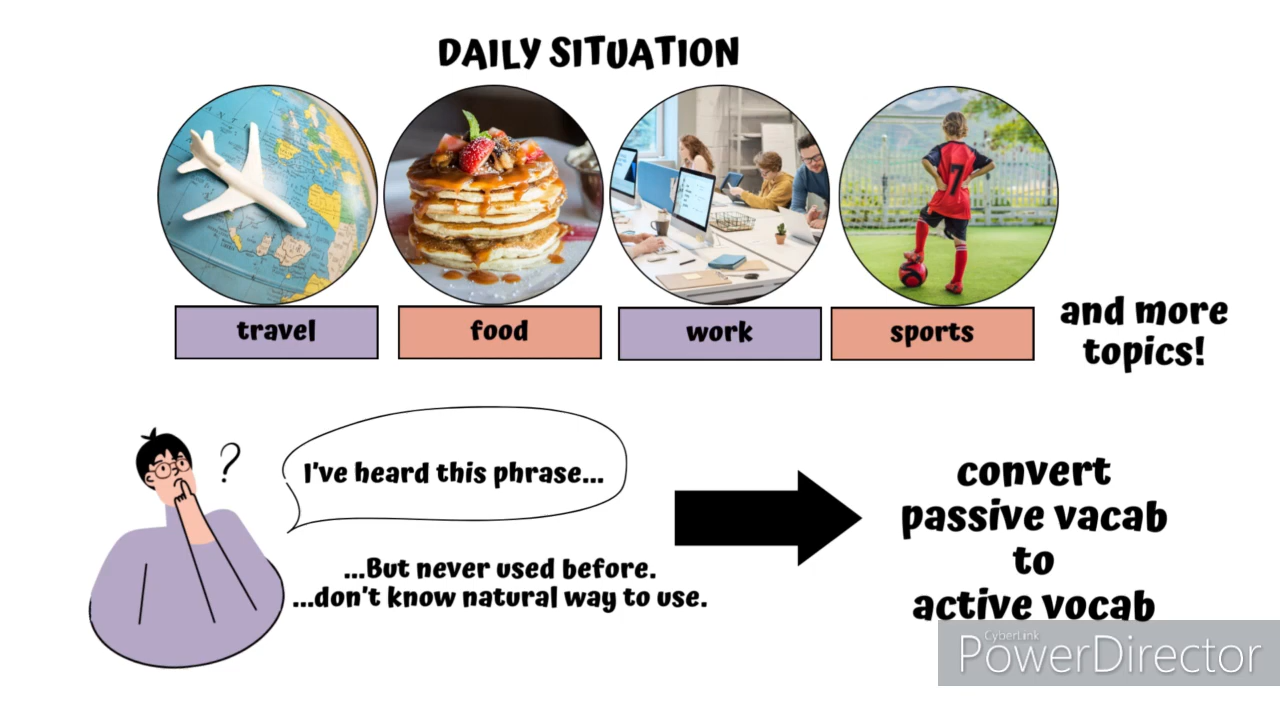 DAILY SITUATION
travel
food
work
sports
and more
topics!
7
?
I've heard this phrase...
...But never used before.
...don't know natural way to use.
convert
passive vacab
to
active vocab
CyberLink
PowerDirector